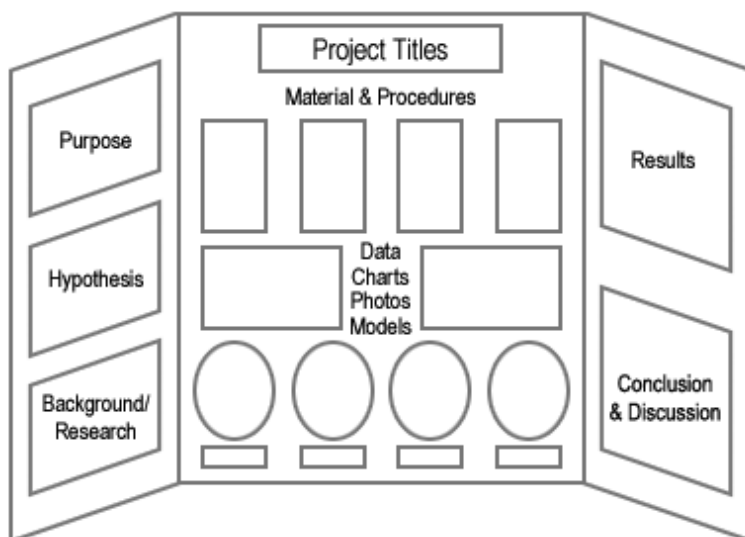 Project Titles
Material & Procedures
Purpose
Hypothesis
Background/
Research
Data
Charts
Photos
Models
Results
Conclusion
& Discussion